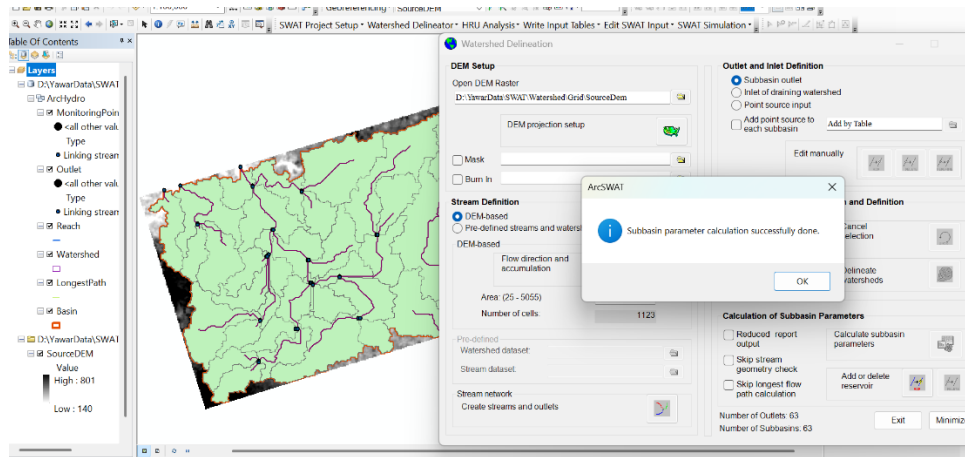 Georeferencing
SourceDEM
SWAT Project Setup
Watershed Delineator
HRU Analysis
Write Input Tables
Edit SWAT Input
SWAT Simulation
Table Of Contents
Layers
D:\YawarData\SWAT
ArcHydro
MonitoringPoin
<all other valu
Type
Linking stream
Outlet
<all other valu
Type
Linking stream
Reach
Watershed
LongestPath
Basin
D:\YawarData\SWAT
SourceDEM
Value
High : 801
Low : 140
Watershed Delineation
DEM Setup
Open DEM Raster
D:\YawarData\SWAT\Watershed\Grid\SourceDem
DEM projection setup
Mask
Burn In
Stream Definition
DEM-based
Pre-defined streams and waters
DEM-based
Flow direction and
accumulation
Area: (25 - 5055)
Number of cells:
1123
Pre-defined
Watershed dataset:
Stream dataset:
Stream network
Create streams and outlets
Outlet and Inlet Definition
Subbasin outlet
Inlet of draining watershed
Point source input
Add point source to
each subbasin
Add by Table
Edit manually
ArcSWAT
Subbasin parameter calculation successfully done.
OK
and Definition
Cancel
selection
Delineate
watersheds
Calculation of Subbasin Parameters
Reduced report
output
Calculate subbasin
parameters
Skip stream
geometry check
Skip longest flow
path calculation
Add or delete
reservoir
Number of Outlets: 63
Number of Subbasins: 63
Exit
Minimize